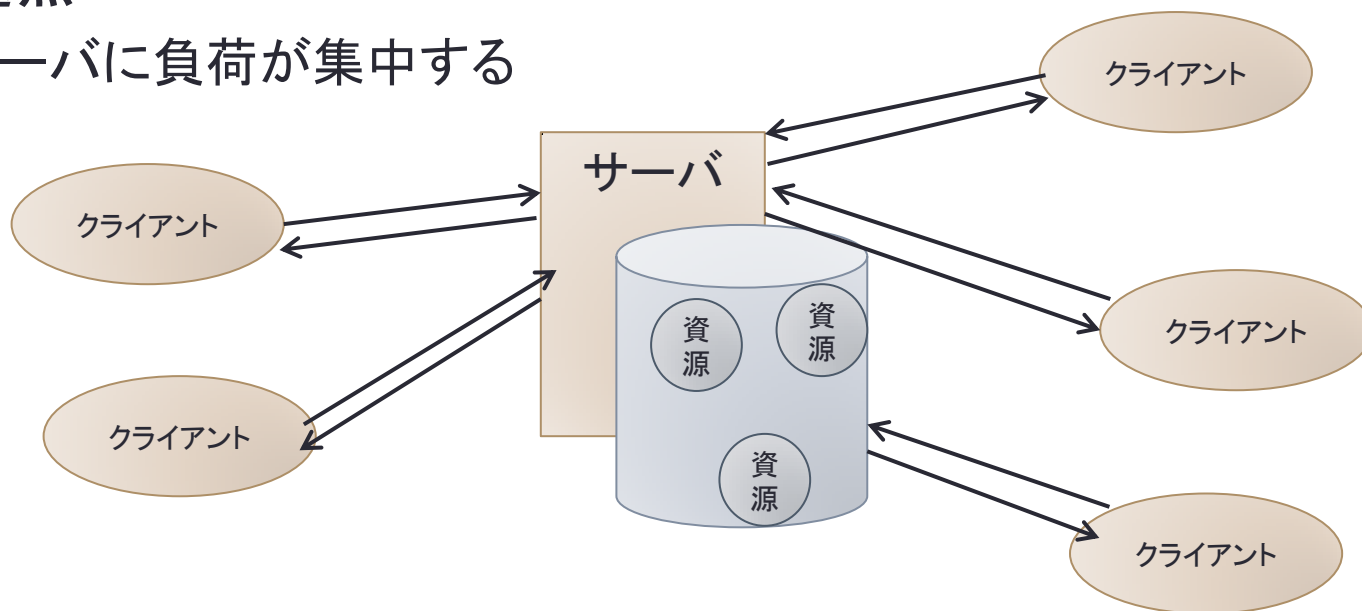 ーバに負荷が集中する
クライアント
サーバ
クライアント
資
源
資
源
クライアント
クライアント
資
源
クライアント